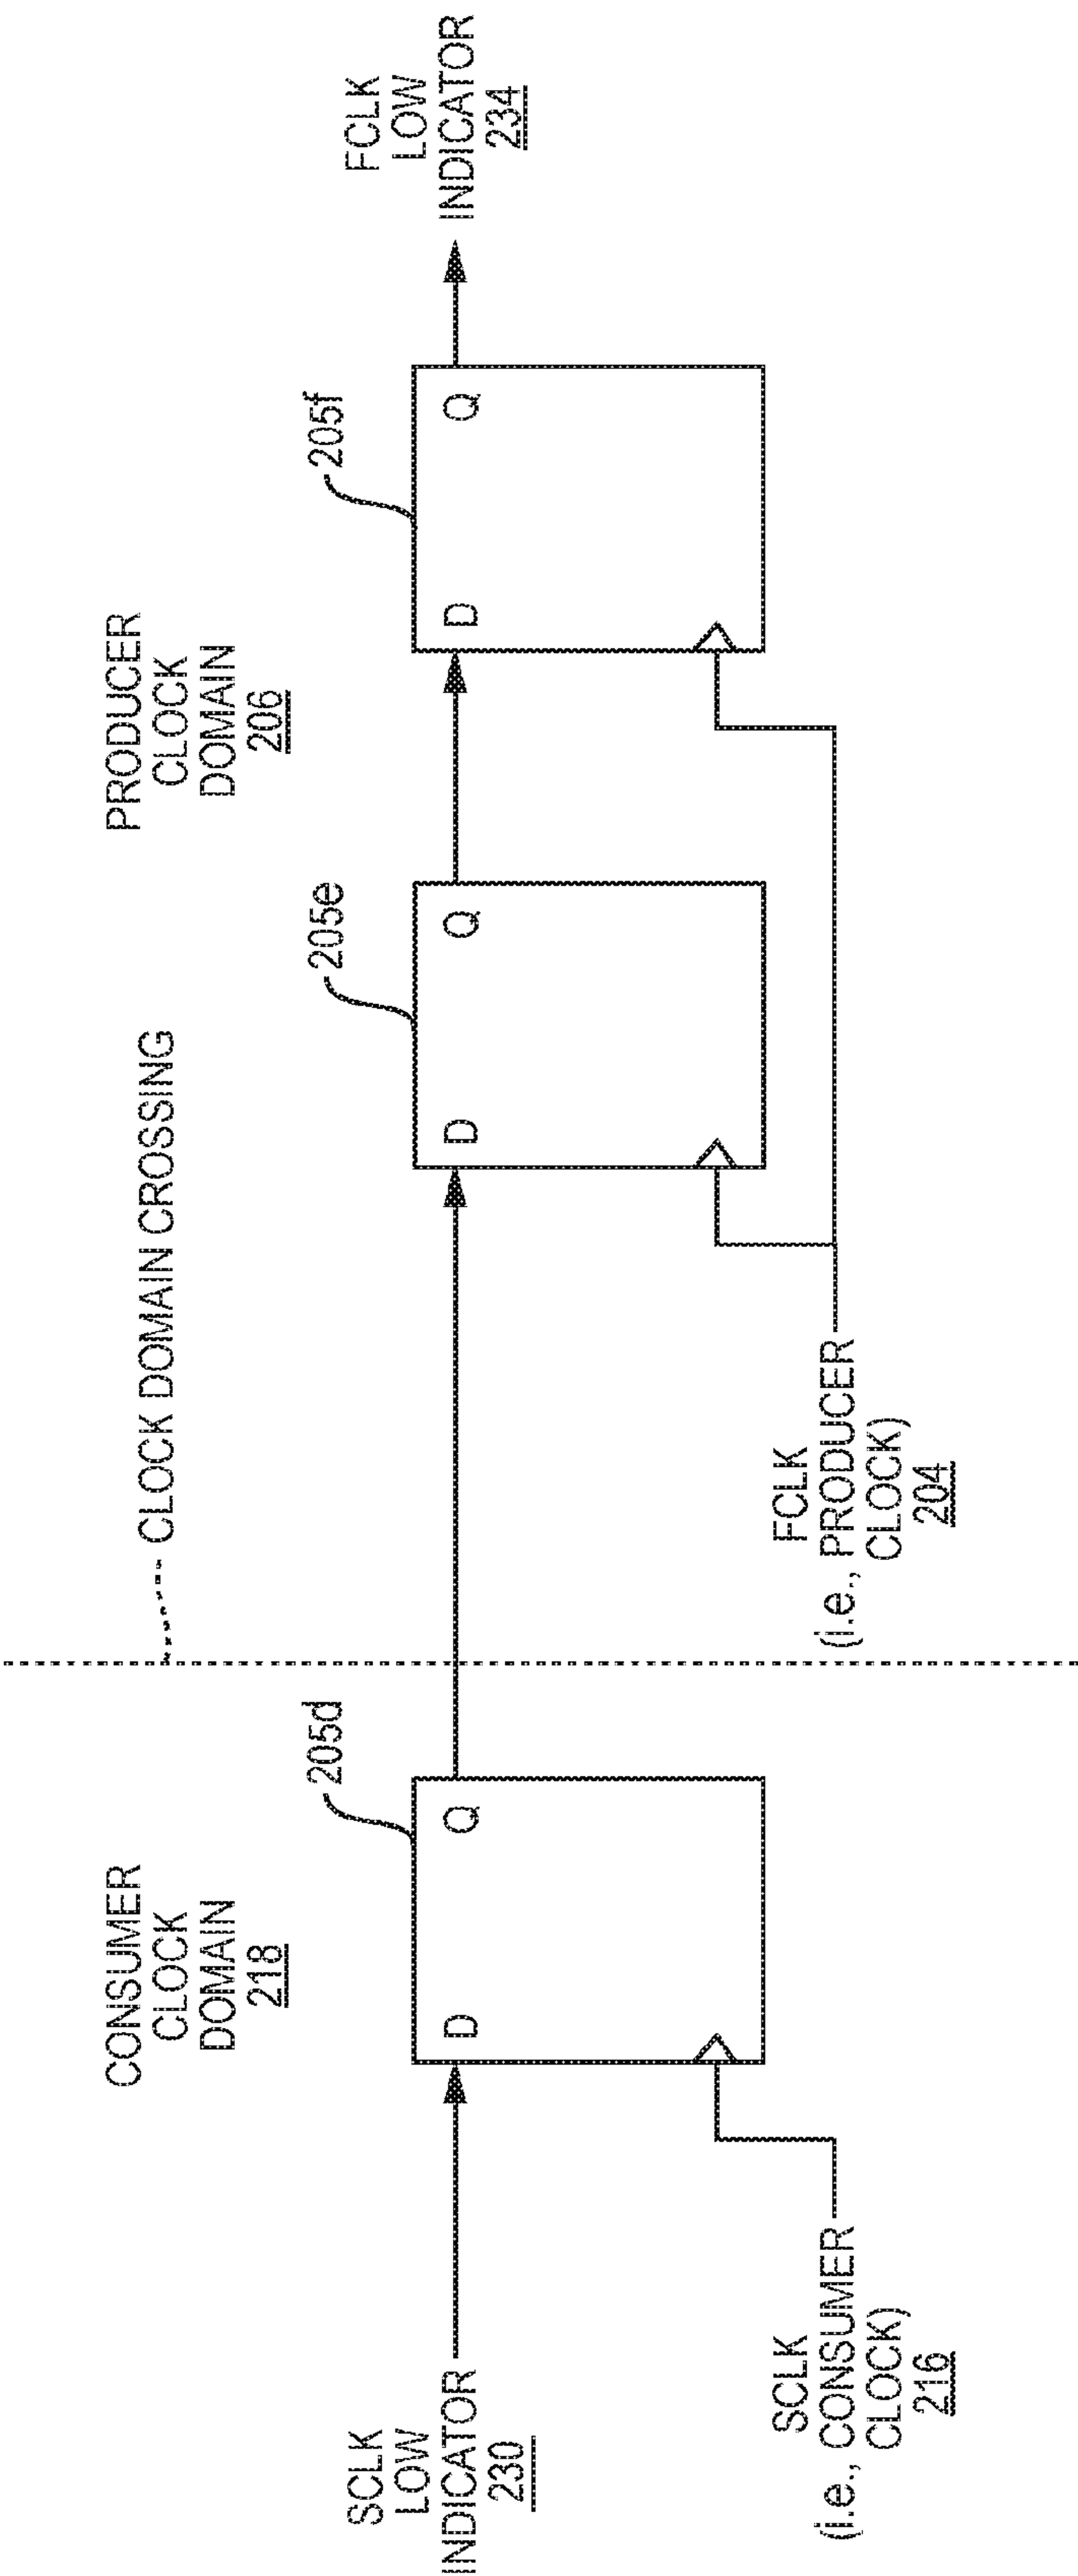 CONSUMER
CLOCK
DOMAIN
218
CLOCK DOMAIN CROSSING
PRODUCER
CLOCK
DOMAIN
206
SCLK
LOW
INDICATOR
230
205d
D
Q
205e
D
Q
205f
D
Q
FCLK
LOW
INDICATOR
234
SCLK
(i.e., CONSUMER
CLOCK)
216
FCLK
(i.e., PRODUCER
CLOCK)
204